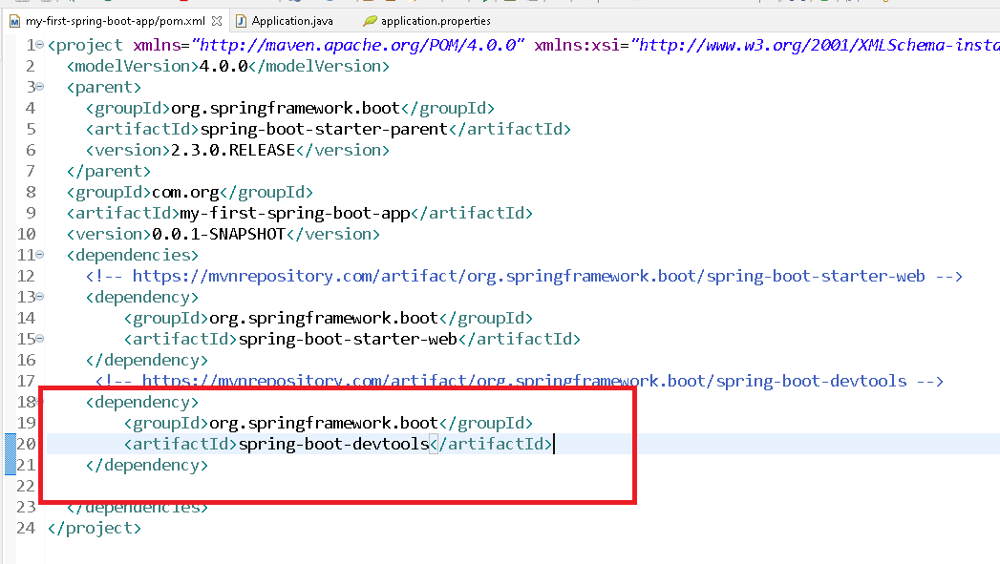 my-first-spring-boot-app/pom.xml Application.java application.properties
1 <project xmlns="http://maven.apache.org/POM/4.0.0" xmlns:xsi="http://www.w3.org/2001/XMLSchema-insta
2 <modelVersion>4.0.0</modelVersion>
3 <parent>
4 <groupId>org.springframework.boot</groupId>
5 <artifactId>spring-boot-starter-parent</artifactId>
6 <version>2.3.0.RELEASE</version>
7 </parent>
8 <groupId>com.org</groupId>
9 <artifactId>my-first-spring-boot-app</artifactId>
10 <version>0.0.1-SNAPSHOT</version>
11 <dependencies>
12 <!-- https://mvnrepository.com/artifact/org.springframework.boot/spring-boot-starter-web -->
13 <dependency>
14 <groupId>org.springframework.boot</groupId>
15 <artifactId>spring-boot-starter-web</artifactId>
16 </dependency>
17 <!-- https://mvnrepository.com/artifact/org.springframework.boot/spring-boot-devtools -->
18 <dependency>
19 <groupId>org.springframework.boot</groupId>
20 <artifactId>spring-boot-devtools</artifactId>
21 </dependency>
22
23 </dependencies>
24 </project>